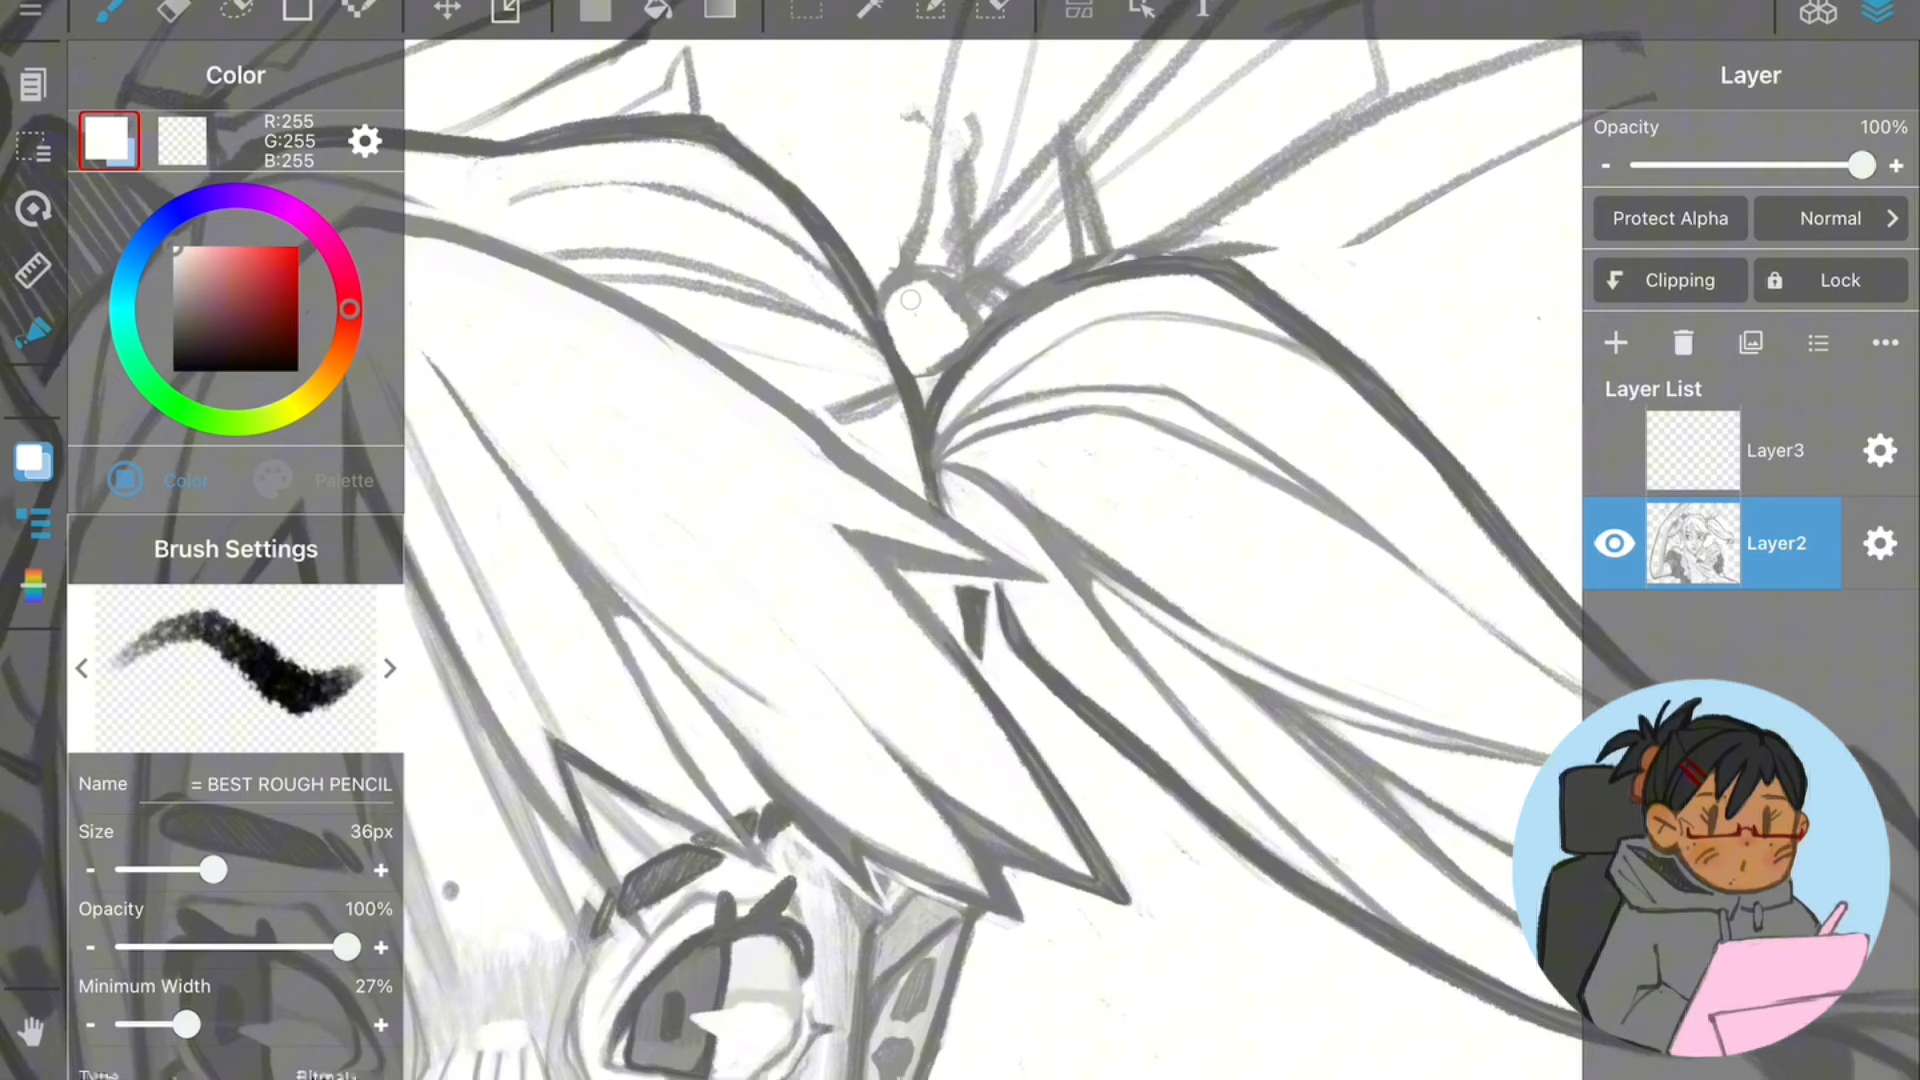 Color
R:255
G:255
B:255
Color
Palette
Brush Settings
Name = BEST ROUGH PENCIL
Size 36px
- +
Opacity 100%
- +
Minimum Width 27%
- +
Layer
Opacity 100%
- +
Protect Alpha
Normal
Clipping
Lock
Layer List
Layer3
Layer2